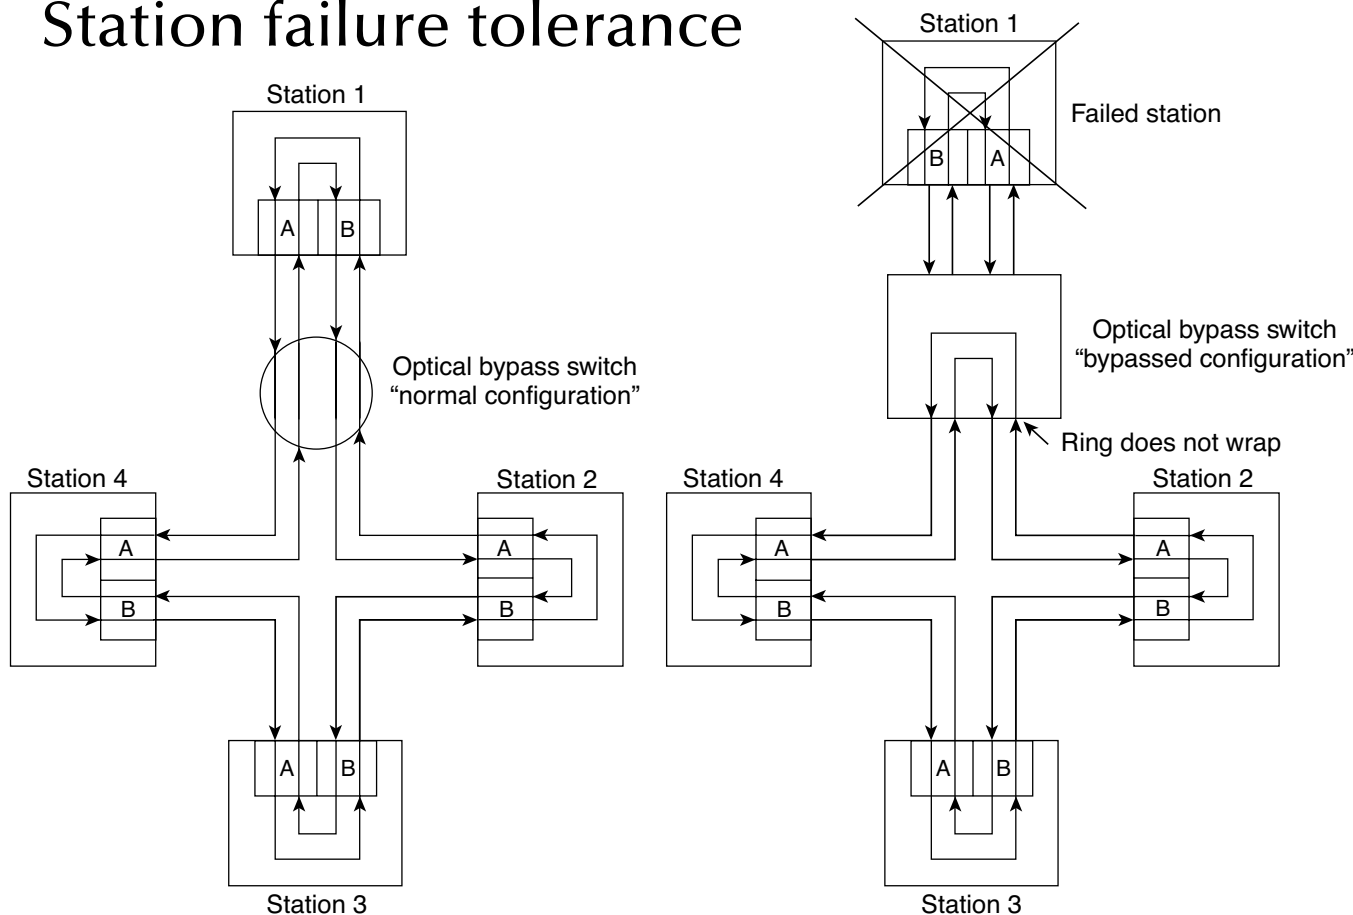 Station failure tolerance
Station 1
A
B
Optical bypass switch
“normal configuration”
Station 4
A
B
Station 2
A
B
A
B
Station 3
Station 1
Failed station
B
A
Optical bypass switch
“bypassed configuration”
Ring does not wrap
Station 4
A
B
Station 2
A
B
A
B
Station 3